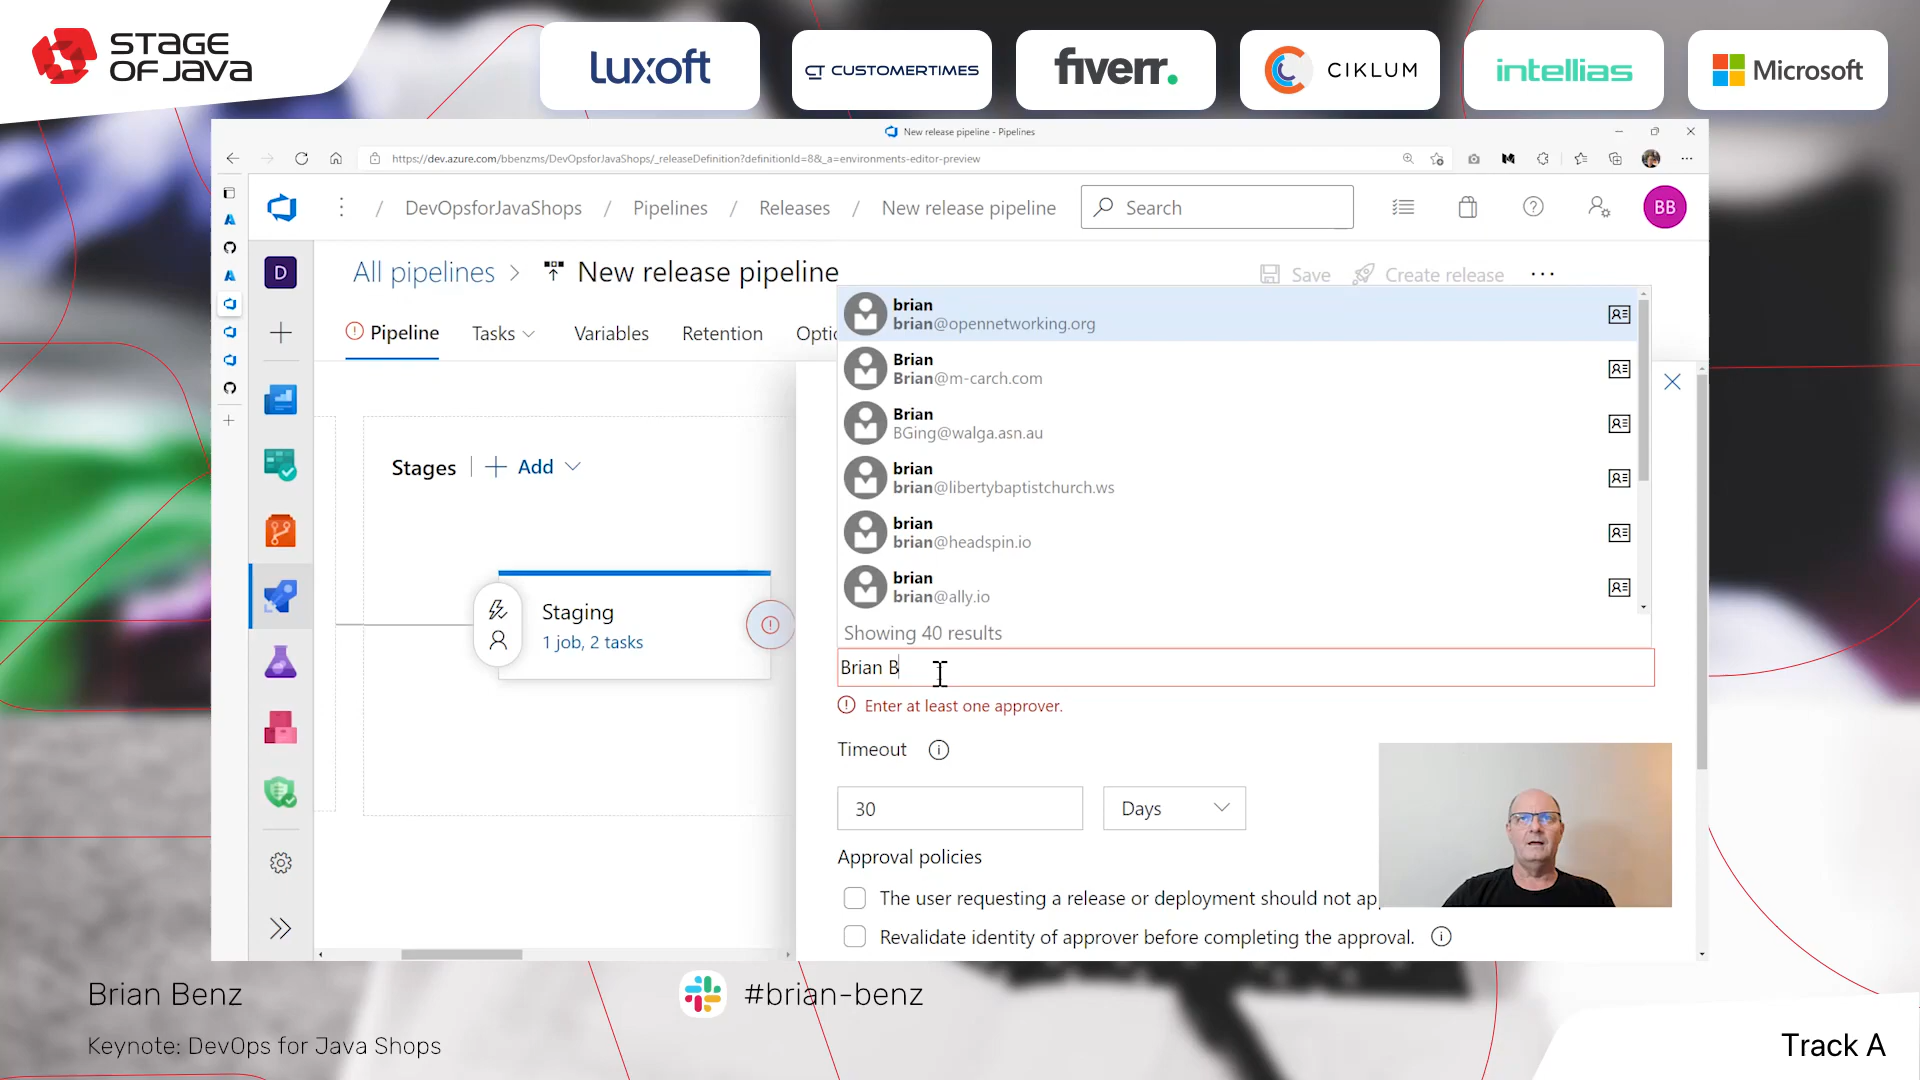 STAGE
OF JAVA
luxoft
CT CUSTOMERTIMES
fiverr.
CIKLUM
intellias
Microsoft
New release pipeline - Pipelines
https://dev.azure.com/bbenzms/DevOpsforJavaShops/_releaseDefinition?definitionId=8&_a=environments-editor-preview
/ DevOpsforJavaShops / Pipelines / Releases / New release pipeline
Search
BB
D
All pipelines > New release pipeline
Save
Create release
Pipeline
Tasks
Variables
Retention
Optio
brian
brian@opennetworking.org
Brian
Brian@m-carch.com
Brian
BGing@walga.asn.au
brian
brian@libertybaptistchurch.ws
brian
brian@headspin.io
brian
brian@ally.io
Showing 40 results
Stages | + Add
Staging
1 job, 2 tasks
Brian B
Enter at least one approver.
Timeout
30
Days
Approval policies
The user requesting a release or deployment should not ap
Revalidate identity of approver before completing the approval.
Brian Benz
#brian-benz
Keynote: DevOps for Java Shops
Track A